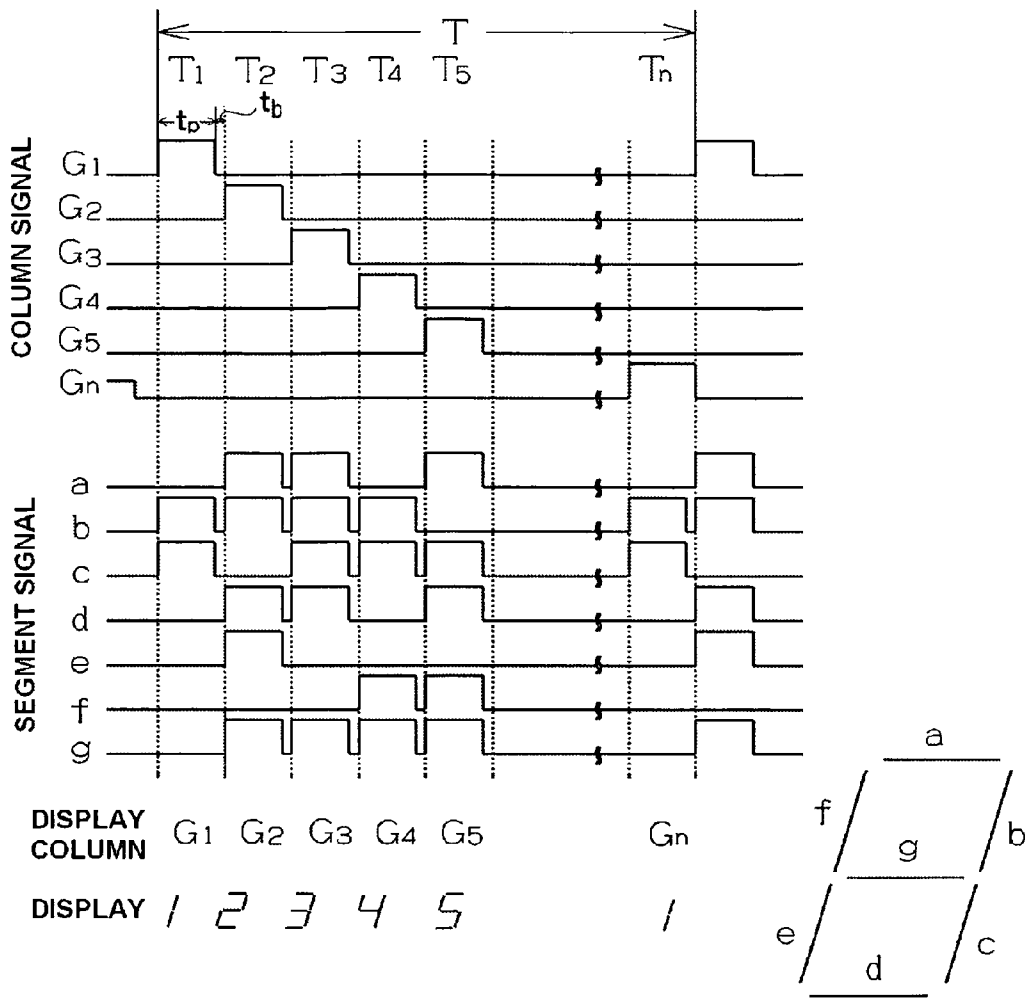 T
T1 T2 T3 T4 T5 Tn
tp tb
COLUMN SIGNAL
G1
G2
G3
G4
G5
Gn
SEGMENT SIGNAL
a
b
c
d
e
f
g
DISPLAY COLUMN G1 G2 G3 G4 G5 Gn
DISPLAY 1 2 3 4 5 1
a
f b
g
e c
d